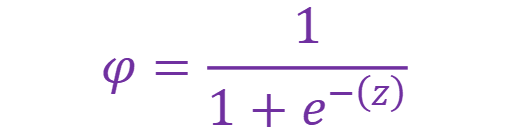 φ = 1 / (1 + e^−(z))